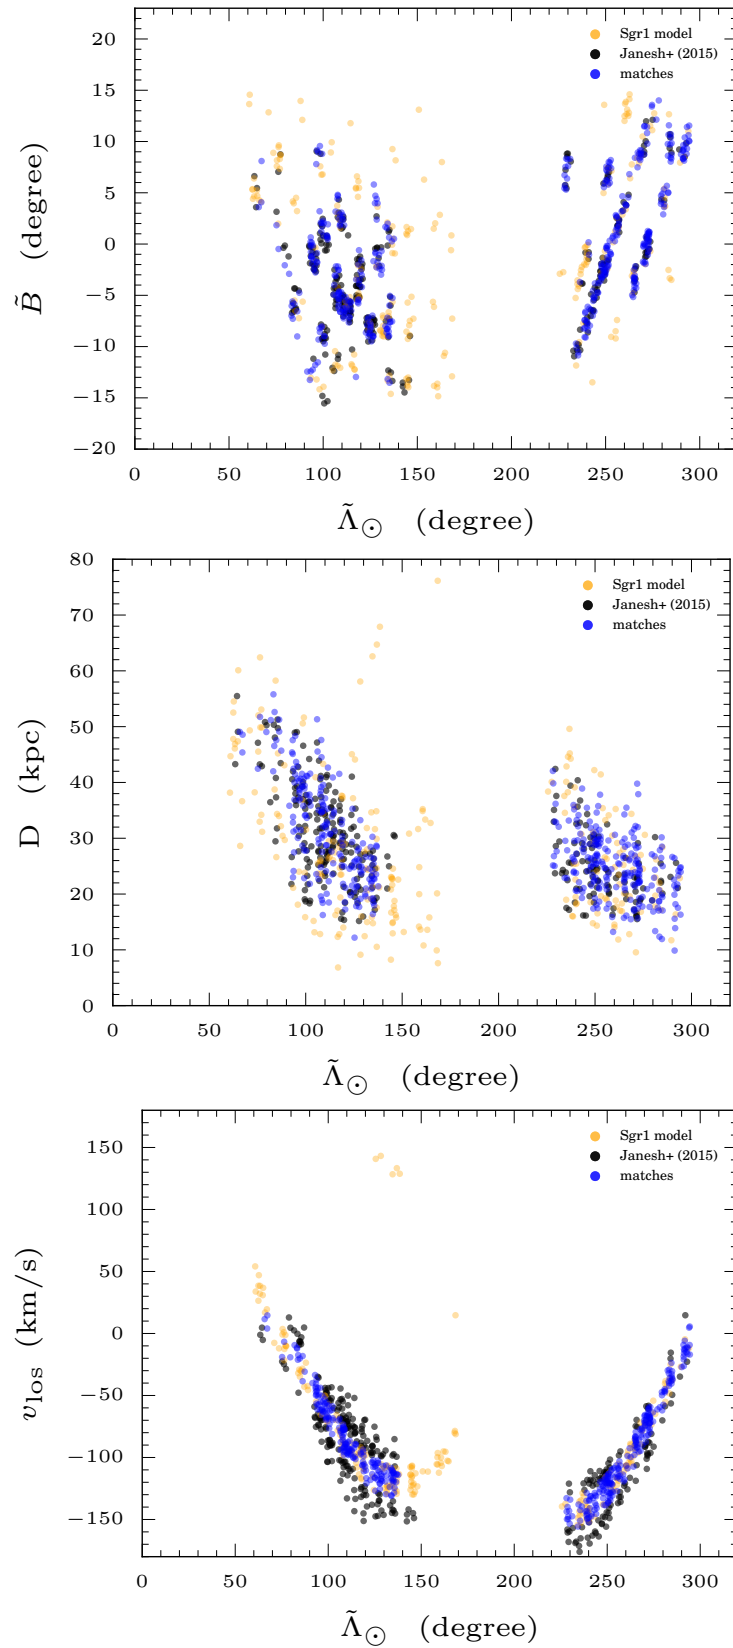 20
15
10
5
0
−5
−10
−15
−20
B̃ (degree)
Sgr1 model
Janesh+ (2015)
matches
0 50 100 150 200 250 300
Λ̃⊙ (degree)
80
70
60
50
40
30
20
10
0
D (kpc)
Sgr1 model
Janesh+ (2015)
matches
0 50 100 150 200 250 300
Λ̃⊙ (degree)
150
100
50
0
−50
−100
−150
v_los (km/s)
Sgr1 model
Janesh+ (2015)
matches
0 50 100 150 200 250 300
Λ̃⊙ (degree)